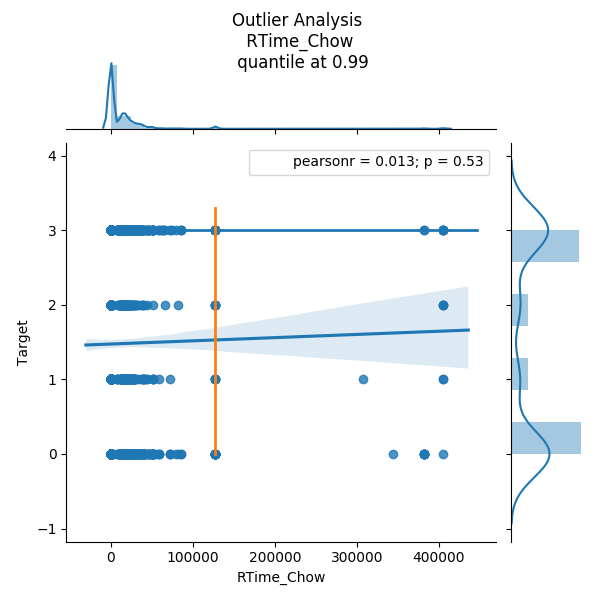 Outlier Analysis
RTime_Chow
quantile at 0.99
pearsonr = 0.013; p = 0.53
4
3
2
1
0
−1
Target
0
100000
200000
300000
400000
RTime_Chow